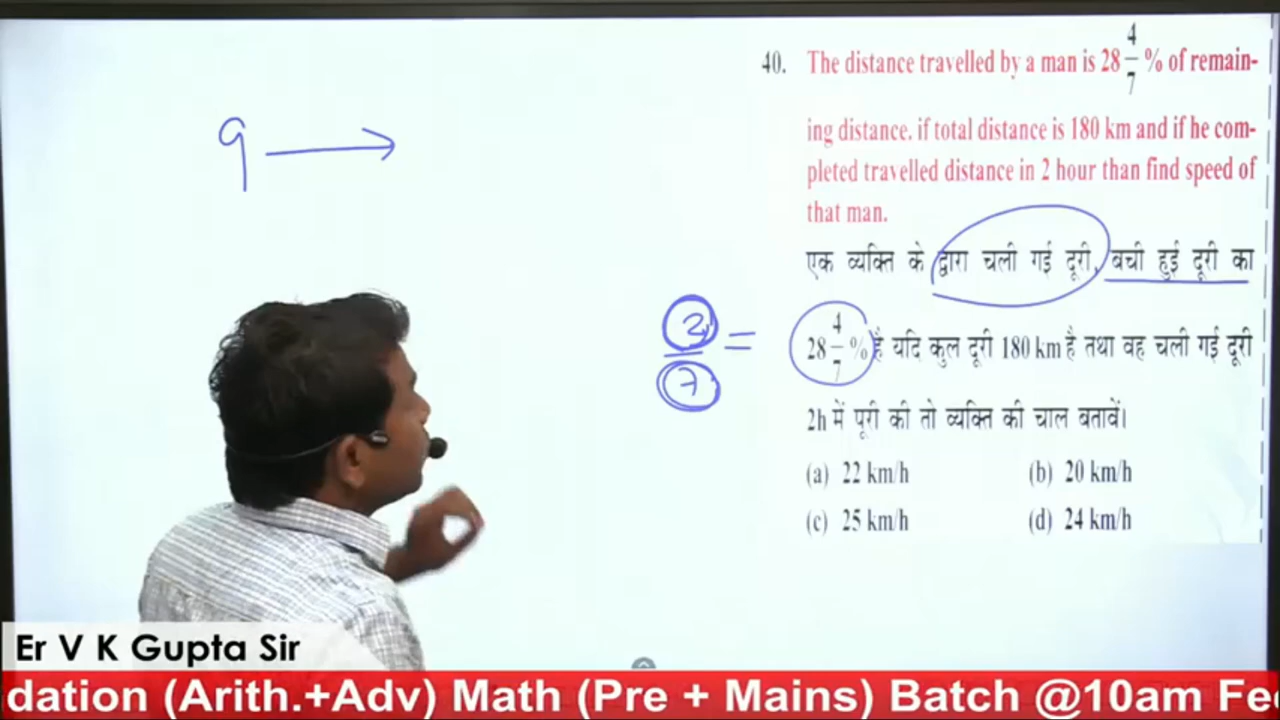 9 →
40. The distance travelled by a man is 28 4/7 % of remain-
ing distance. if total distance is 180 km and if he com-
pleted travelled distance in 2 hour than find speed of
that man.
एक व्यक्ति के द्वारा चली गई दूरी, बची हुई दूरी का
2/7 = 28 4/7 % है यदि कुल दूरी 180 km है तथा वह चली गई दूरी
2h में पूरी की तो व्यक्ति की चाल बतावें।
(a) 22 km/h (b) 20 km/h
(c) 25 km/h (d) 24 km/h
Er V K Gupta Sir
dation (Arith.+Adv) Math (Pre + Mains) Batch @10am Fee